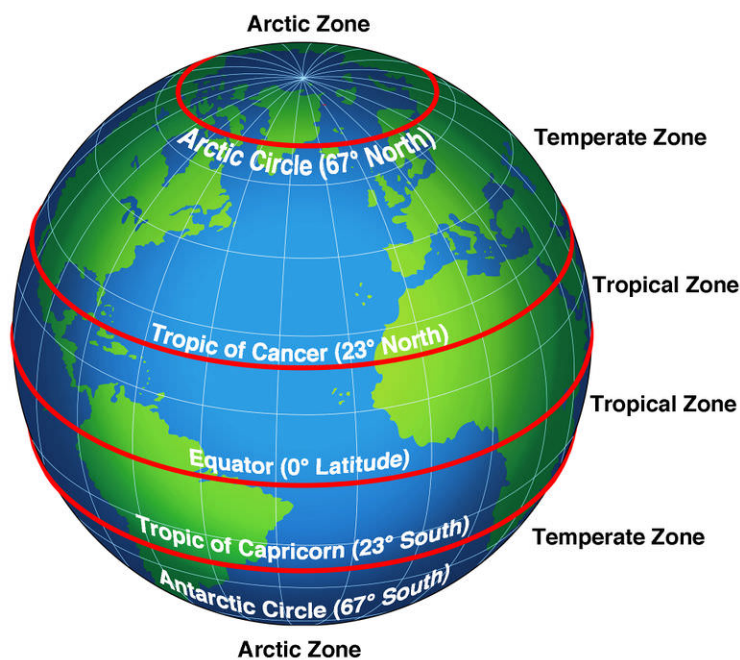 Arctic Zone
Arctic Circle (67° North)
Temperate Zone
Tropical Zone
Tropic of Cancer (23° North)
Tropical Zone
Equator (0° Latitude)
Tropic of Capricorn (23° South)
Temperate Zone
Antarctic Circle (67° South)
Arctic Zone